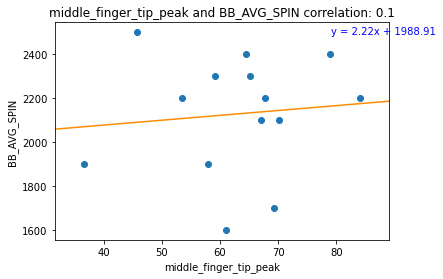 middle_finger_tip_peak and BB_AVG_SPIN correlation: 0.1
y = 2.22x + 1988.91
2400
2200
2000
1800
1600
BB_AVG_SPIN
40 50 60 70 80
middle_finger_tip_peak